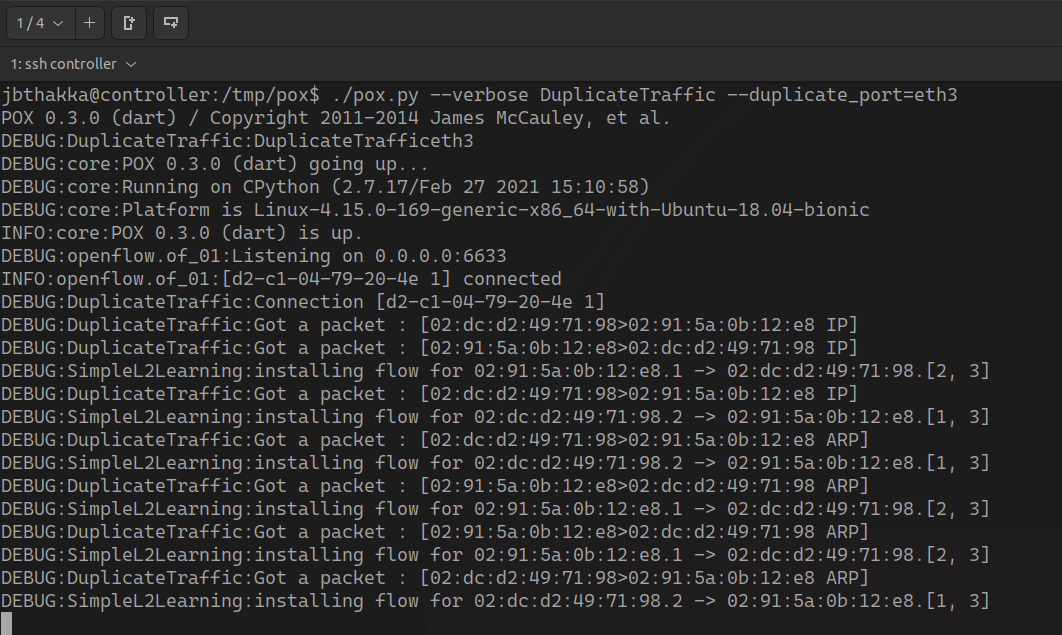 1 / 4
1: ssh controller
jbthakka@controller:/tmp/pox$ ./pox.py --verbose DuplicateTraffic --duplicate_port=eth3
POX 0.3.0 (dart) / Copyright 2011-2014 James McCauley, et al.
DEBUG:DuplicateTraffic:DuplicateTrafficeth3
DEBUG:core:POX 0.3.0 (dart) going up...
DEBUG:core:Running on CPython (2.7.17/Feb 27 2021 15:10:58)
DEBUG:core:Platform is Linux-4.15.0-169-generic-x86_64-with-Ubuntu-18.04-bionic
INFO:core:POX 0.3.0 (dart) is up.
DEBUG:openflow.of_01:Listening on 0.0.0.0:6633
INFO:openflow.of_01:[d2-c1-04-79-20-4e 1] connected
DEBUG:DuplicateTraffic:Connection [d2-c1-04-79-20-4e 1]
DEBUG:DuplicateTraffic:Got a packet : [02:dc:d2:49:71:98>02:91:5a:0b:12:e8 IP]
DEBUG:DuplicateTraffic:Got a packet : [02:91:5a:0b:12:e8>02:dc:d2:49:71:98 IP]
DEBUG:SimpleL2Learning:installing flow for 02:91:5a:0b:12:e8.1 -> 02:dc:d2:49:71:98.[2, 3]
DEBUG:DuplicateTraffic:Got a packet : [02:dc:d2:49:71:98>02:91:5a:0b:12:e8 IP]
DEBUG:SimpleL2Learning:installing flow for 02:dc:d2:49:71:98.2 -> 02:91:5a:0b:12:e8.[1, 3]
DEBUG:DuplicateTraffic:Got a packet : [02:dc:d2:49:71:98>02:91:5a:0b:12:e8 ARP]
DEBUG:SimpleL2Learning:installing flow for 02:dc:d2:49:71:98.2 -> 02:91:5a:0b:12:e8.[1, 3]
DEBUG:DuplicateTraffic:Got a packet : [02:91:5a:0b:12:e8>02:dc:d2:49:71:98 ARP]
DEBUG:SimpleL2Learning:installing flow for 02:91:5a:0b:12:e8.1 -> 02:dc:d2:49:71:98.[2, 3]
DEBUG:DuplicateTraffic:Got a packet : [02:91:5a:0b:12:e8>02:dc:d2:49:71:98 ARP]
DEBUG:SimpleL2Learning:installing flow for 02:91:5a:0b:12:e8.1 -> 02:dc:d2:49:71:98.[2, 3]
DEBUG:DuplicateTraffic:Got a packet : [02:dc:d2:49:71:98>02:91:5a:0b:12:e8 ARP]
DEBUG:SimpleL2Learning:installing flow for 02:dc:d2:49:71:98.2 -> 02:91:5a:0b:12:e8.[1, 3]